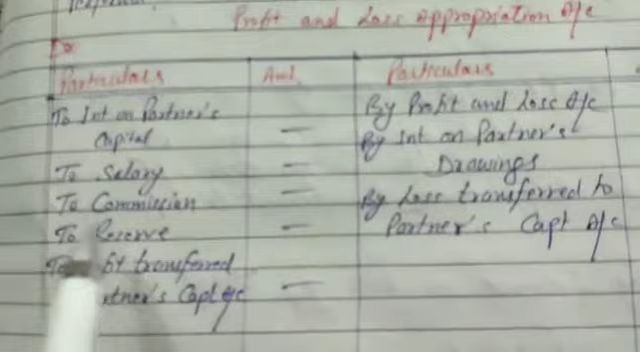 Profit and Loss Appropriation A/c
Dr
Particulars Amt. Particulars
To Int on Partner's
Capital
To Salary
To Commission
To Reserve
transferred
Capt A/c
By Profit and Loss A/c
By Int on Partner's
Drawings
By Loss transferred to
Partner's Capt A/c